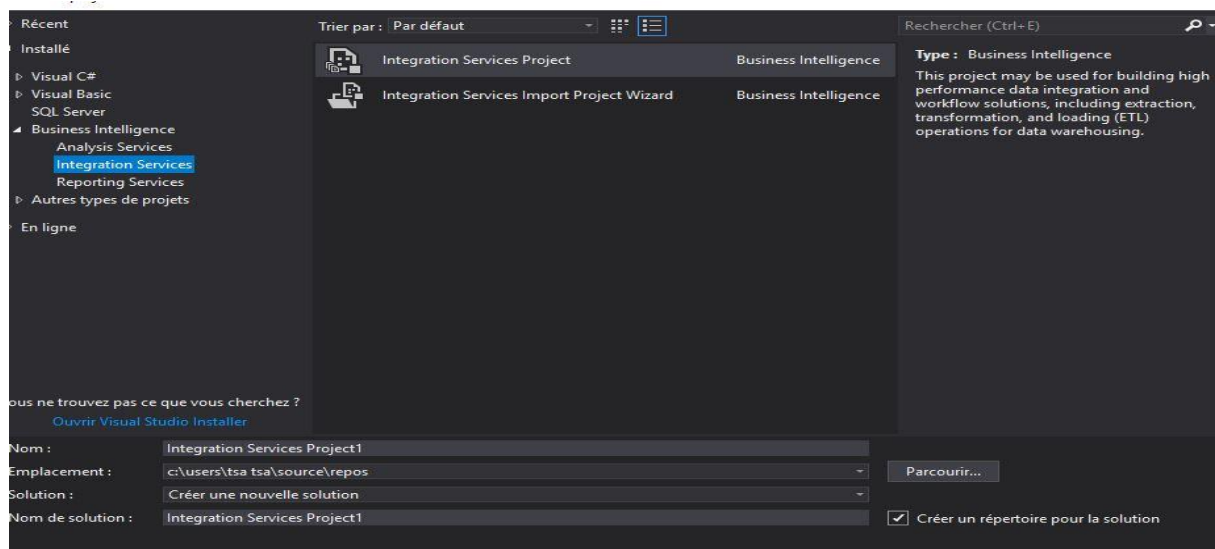 Récent
Installé
Visual C#
Visual Basic
SQL Server
Business Intelligence
Analysis Services
Integration Services
Reporting Services
Autres types de projets
En ligne
ous ne trouvez pas ce que vous cherchez ?
Ouvrir Visual Studio Installer
Trier par : Par défaut
Integration Services Project Business Intelligence
Integration Services Import Project Wizard Business Intelligence
Rechercher (Ctrl+E)
Type : Business Intelligence
This project may be used for building high
performance data integration and
workflow solutions, including extraction,
transformation, and loading (ETL)
operations for data warehousing.
Nom : Integration Services Project1
Emplacement : c:\users\tsa tsa\source\repos
Parcourir...
Solution : Créer une nouvelle solution
Nom de solution : Integration Services Project1
Créer un répertoire pour la solution